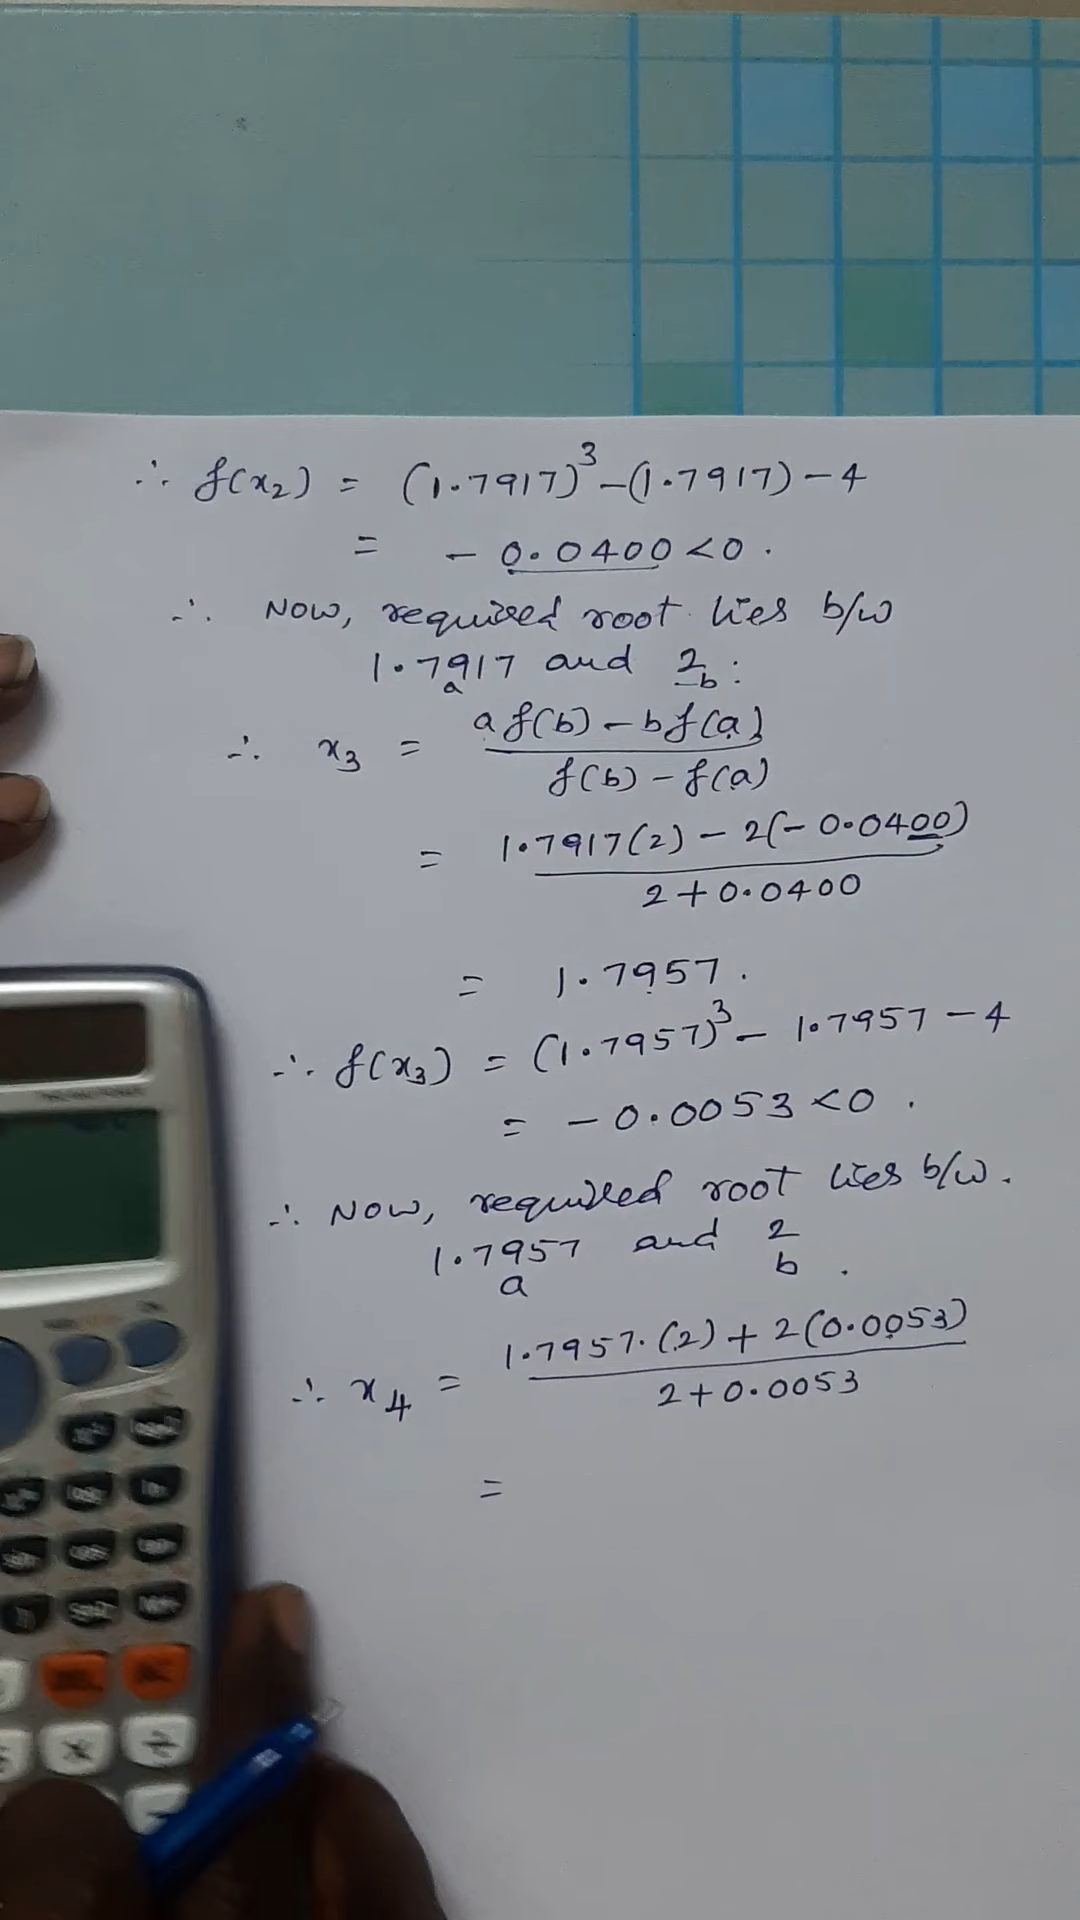 ∴ f(x₂) = (1.7917)³ – (1.7917) – 4
= – 0.0400 < 0 .
∴ Now, required root lies b/w
1.7917 and 2 :
a b
∴ x₃ = af(b) – bf(a) / f(b) – f(a)
= 1.7917(2) – 2(– 0.0400) / 2 + 0.0400
= 1.7957 .
∴ f(x₃) = (1.7957)³ – 1.7957 – 4
= – 0.0053 < 0 .
∴ Now, required root lies b/w .
1.7957 and 2
a b .
∴ x₄ = 1.7957 . (2) + 2(0.0053) / 2 + 0.0053
=